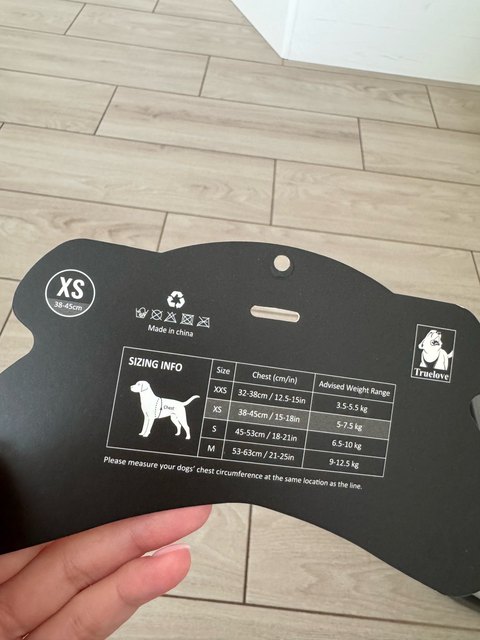 XS
38-45cm
Made in china
Truelove
SIZING INFO
Chest
Size Chest (cm/in) Advised Weight Range
XXS 32-38cm / 12.5-15in 3.5-5.5 kg
XS 38-45cm / 15-18in 5-7.5 kg
S 45-53cm / 18-21in 6.5-10 kg
M 53-63cm / 21-25in 9-12.5 kg
Please measure your dogs' chest circumference at the same location as the line.